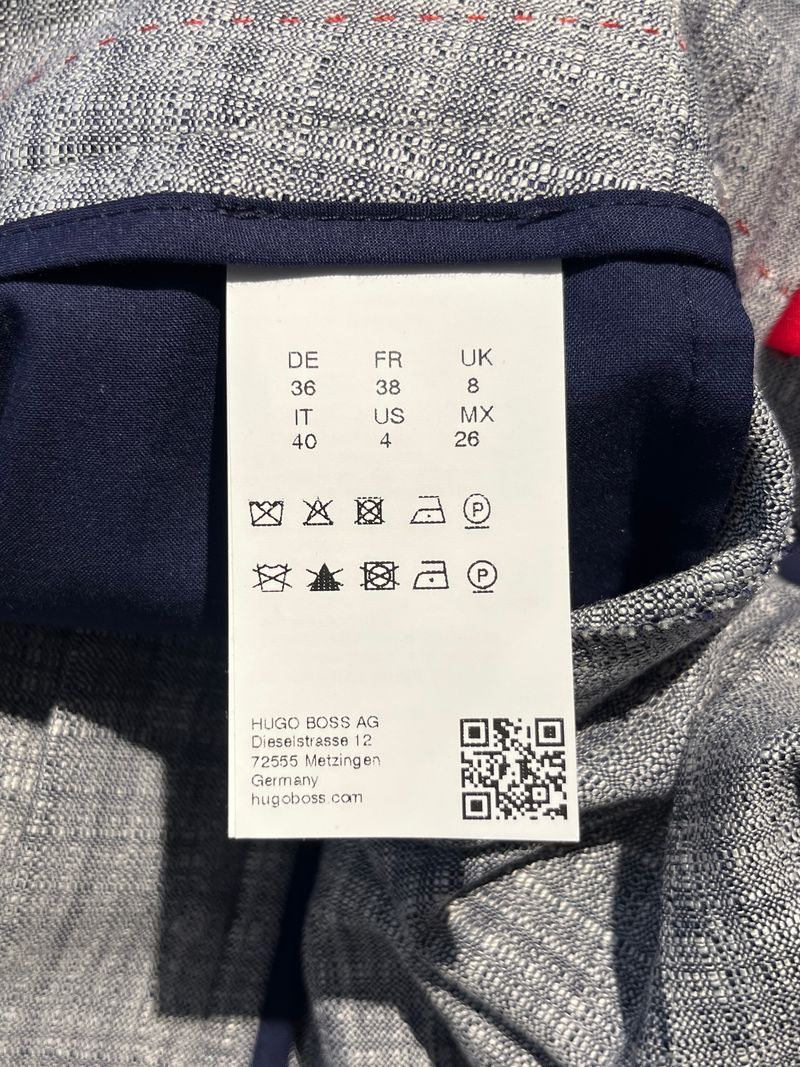 DE FR UK
36 38 8
IT US MX
40 4 26
P
P
HUGO BOSS AG
Dieselstrasse 12
72555 Metzingen
Germany
hugoboss.com